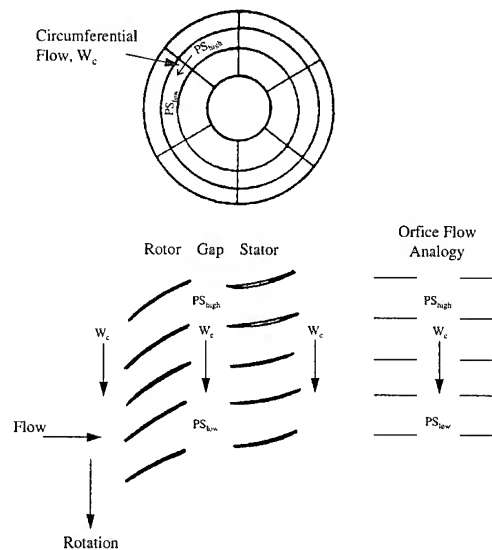 Circumferential
Flow, Wc
PShigh
PSlow
Rotor Gap Stator
Orfice Flow
Analogy
PShigh
PShigh
Wc
Wc
Wc
Wc
Flow
PSlow
PSlow
Rotation